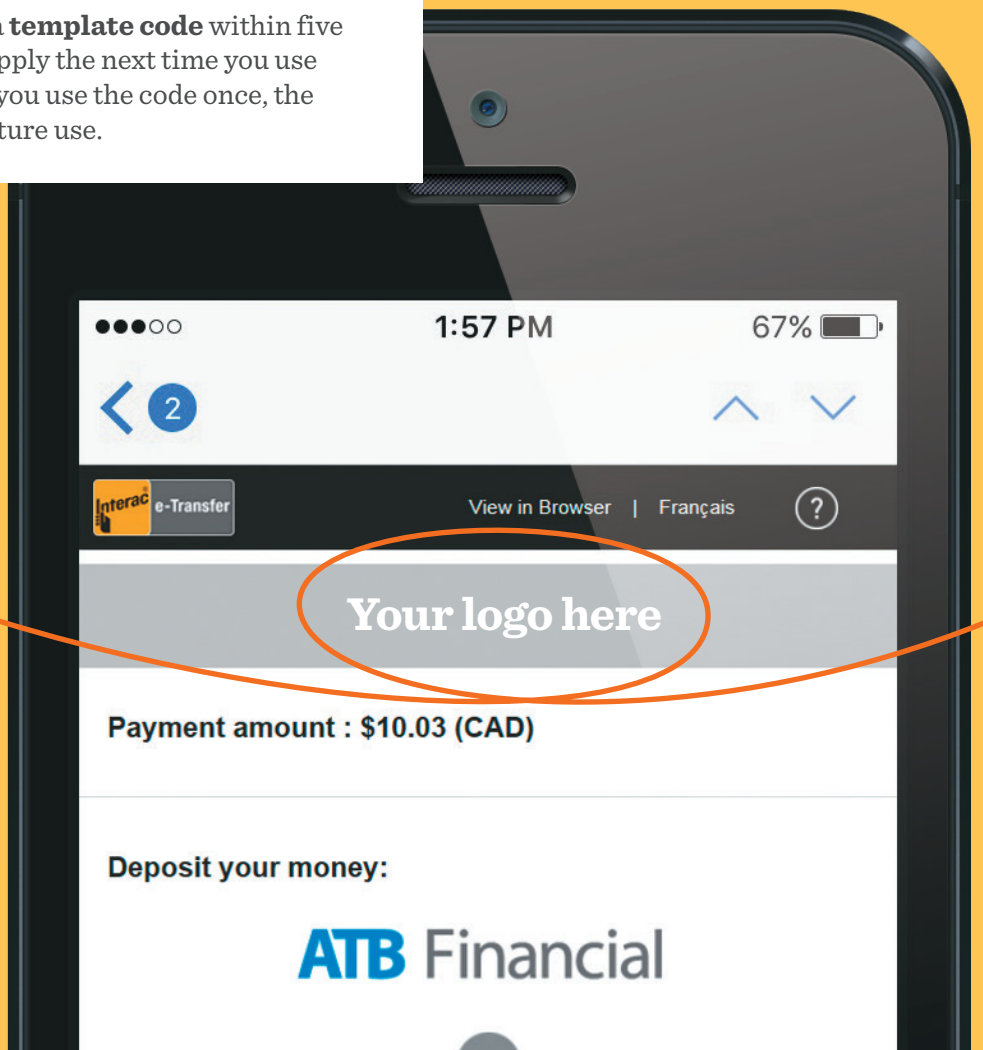 template code within five
the next time you use
you use the code once, the
use.
1:57 PM
67%
2
Interac e-Transfer
View in Browser | Français
?
Your logo here
Payment amount : $10.03 (CAD)
Deposit your money:
ATB Financial